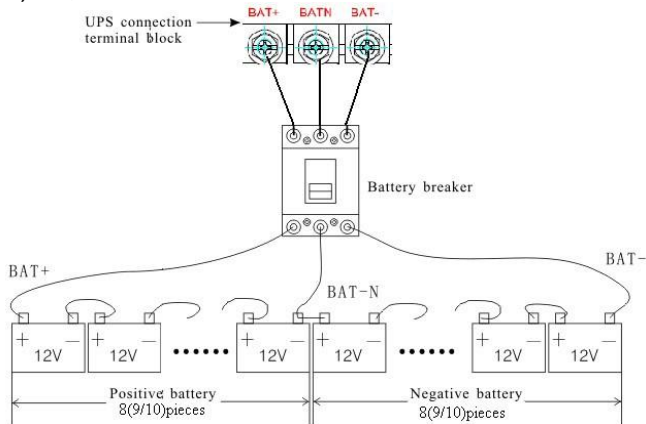 BAT+ BATN BAT-
UPS connection
terminal block
Battery breaker
BAT+
BAT-N
BAT-
+ − + − + − + − + − + −
12V 12V •••••• 12V 12V •••••• 12V 12V
Positive battery
8(9/10)pieces
Negative battery
8(9/10)pieces